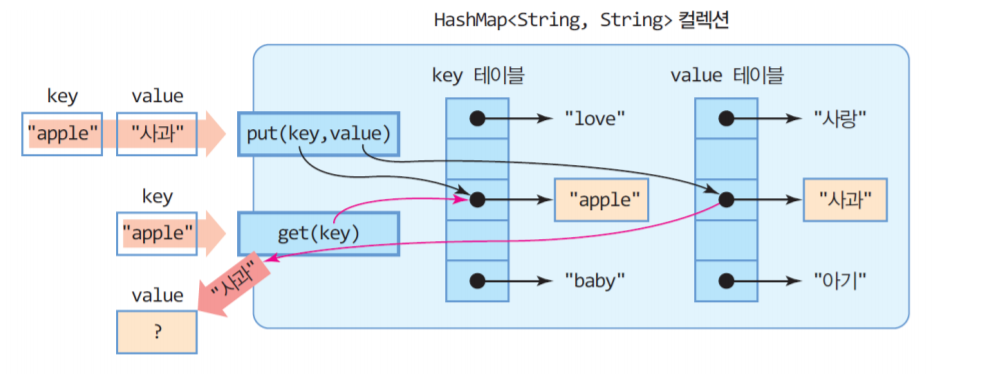 HashMap<String, String> 컬렉션
key 테이블
value 테이블
key
value
"apple"
"사과"
put(key,value)
"love"
"사랑"
key
"apple"
get(key)
"apple"
"사과"
"사과"
value
?
"baby"
"아기"